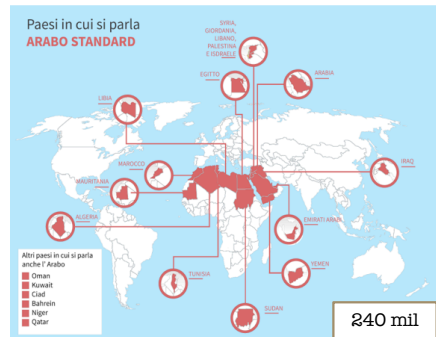 Paesi in cui si parla
ARABO STANDARD
SYRIA,
GIORDANIA,
LIBANO,
PALESTINA
E ISDRAELE
EGITTO
ARABIA
LIBIA
MAROCCO
IRAQ
MAURITANIA
ALGERIA
EMIRATI ARABI
YEMEN
TUNISIA
SUDAN
Altri paesi in cui si parla
anche l' Arabo
Oman
Kuwait
Ciad
Bahrein
Niger
Qatar
240 mil